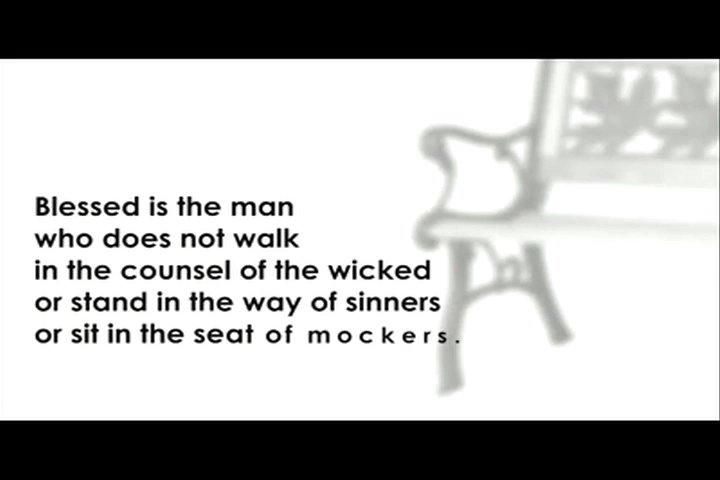 Blessed is the man
who does not walk
in the counsel of the wicked
or stand in the way of sinners
or sit in the seat of mockers.